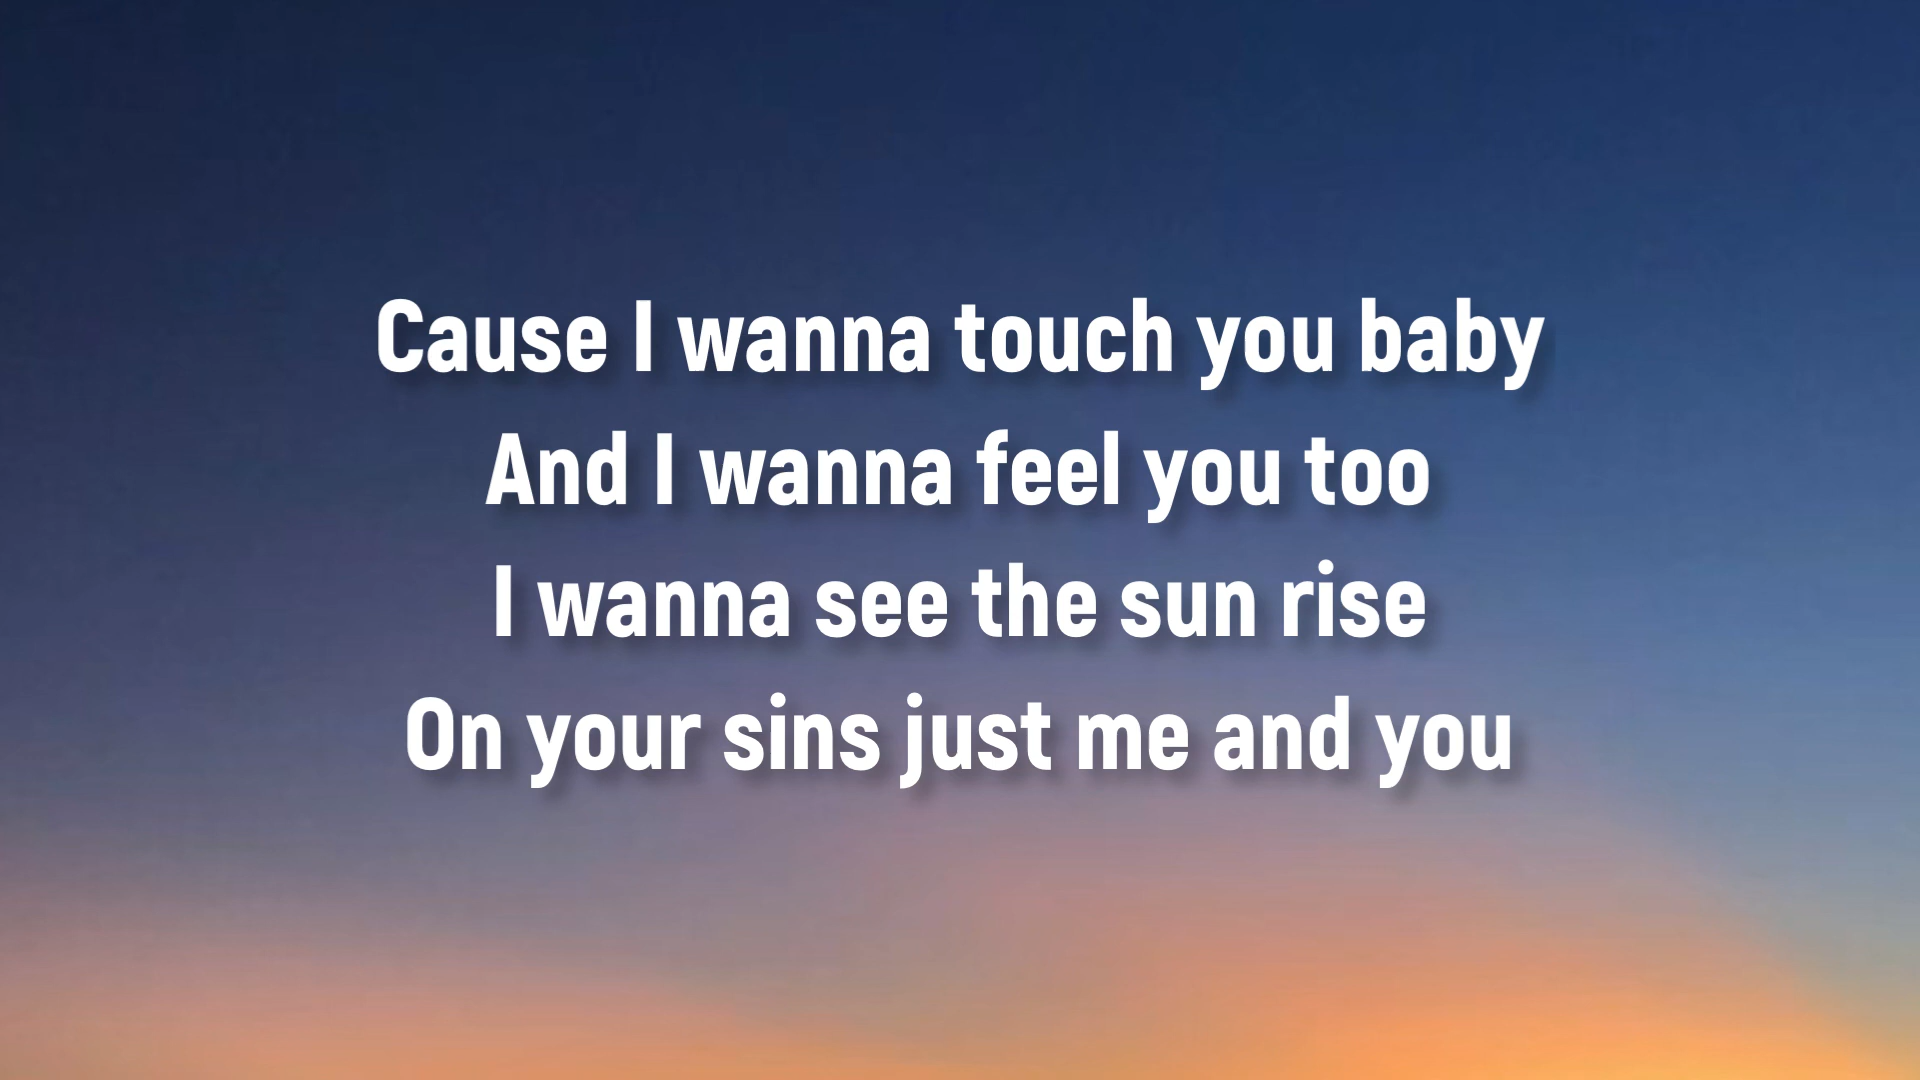 Cause I wanna touch you baby
And I wanna feel you too
I wanna see the sun rise
On your sins just me and you